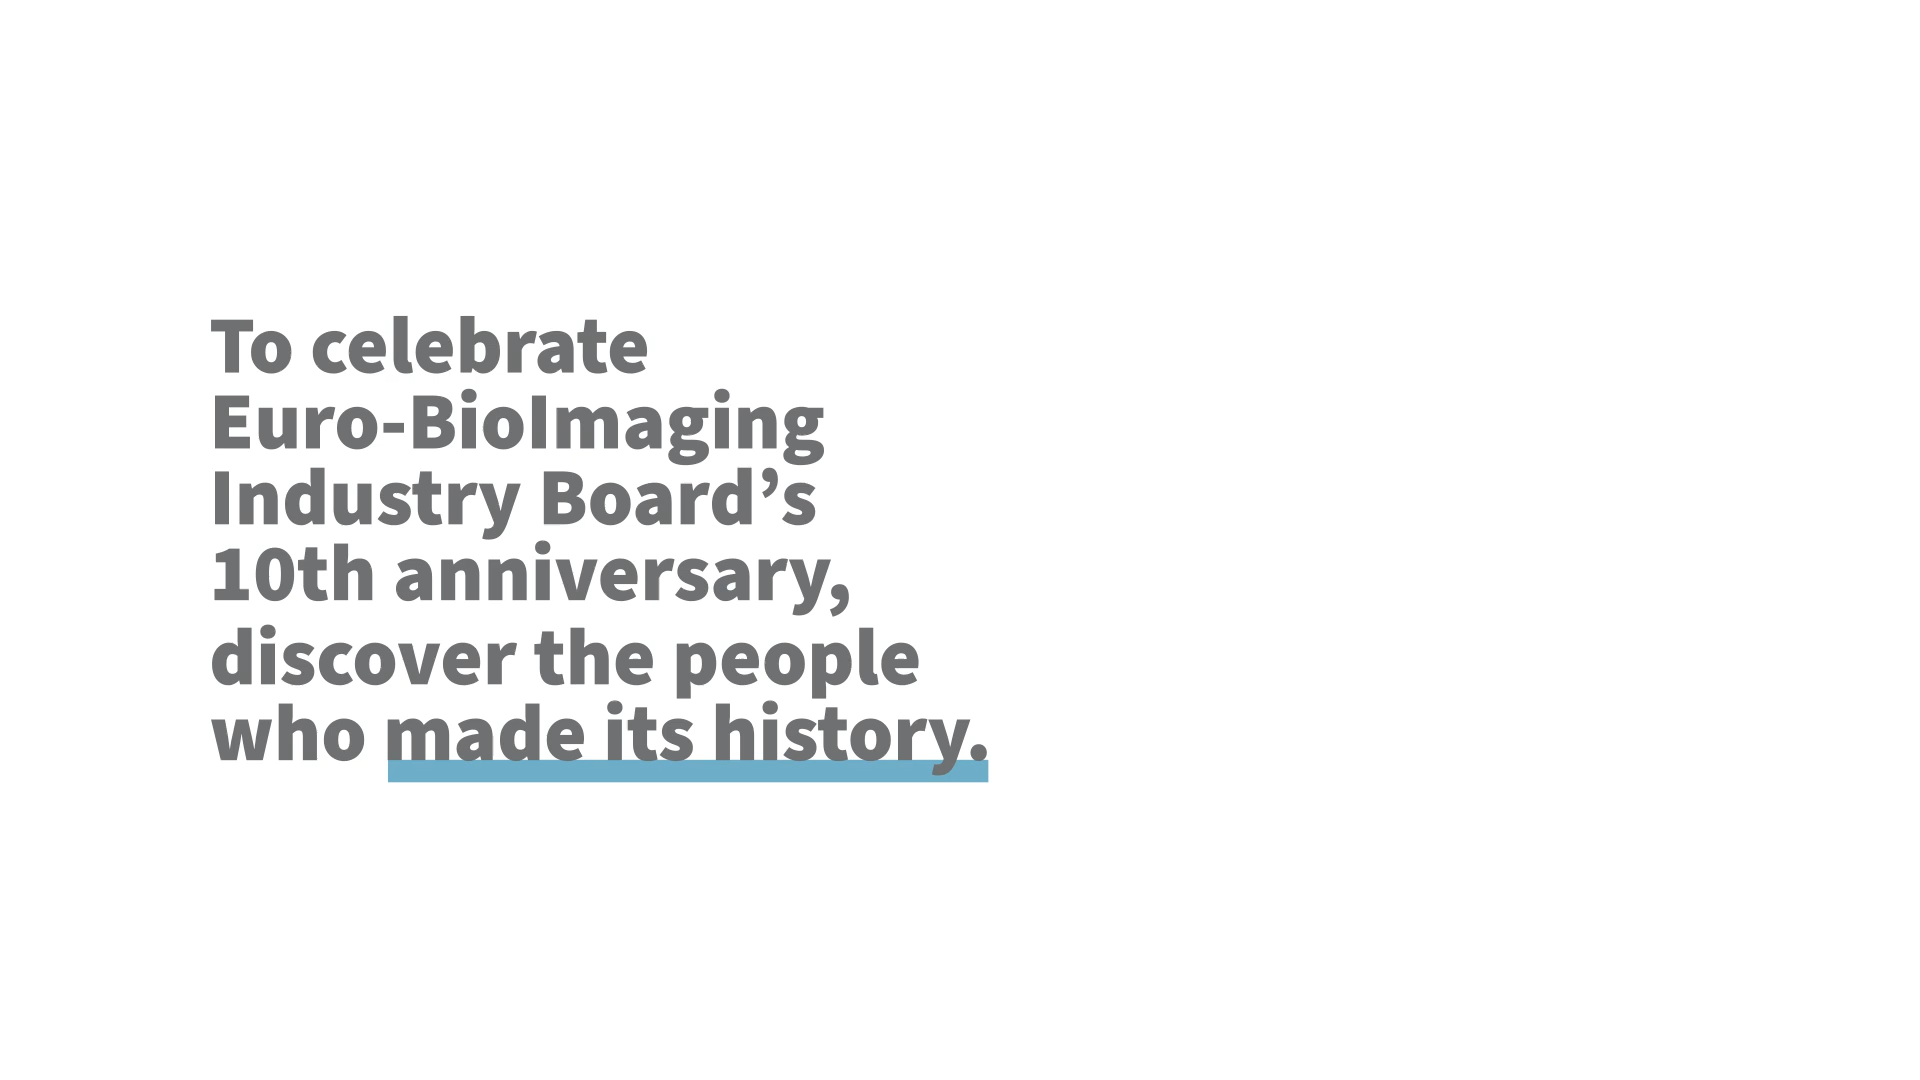 To celebrate
Euro-BioImaging
Industry Board’s
10th anniversary,
discover the people
who made its history.